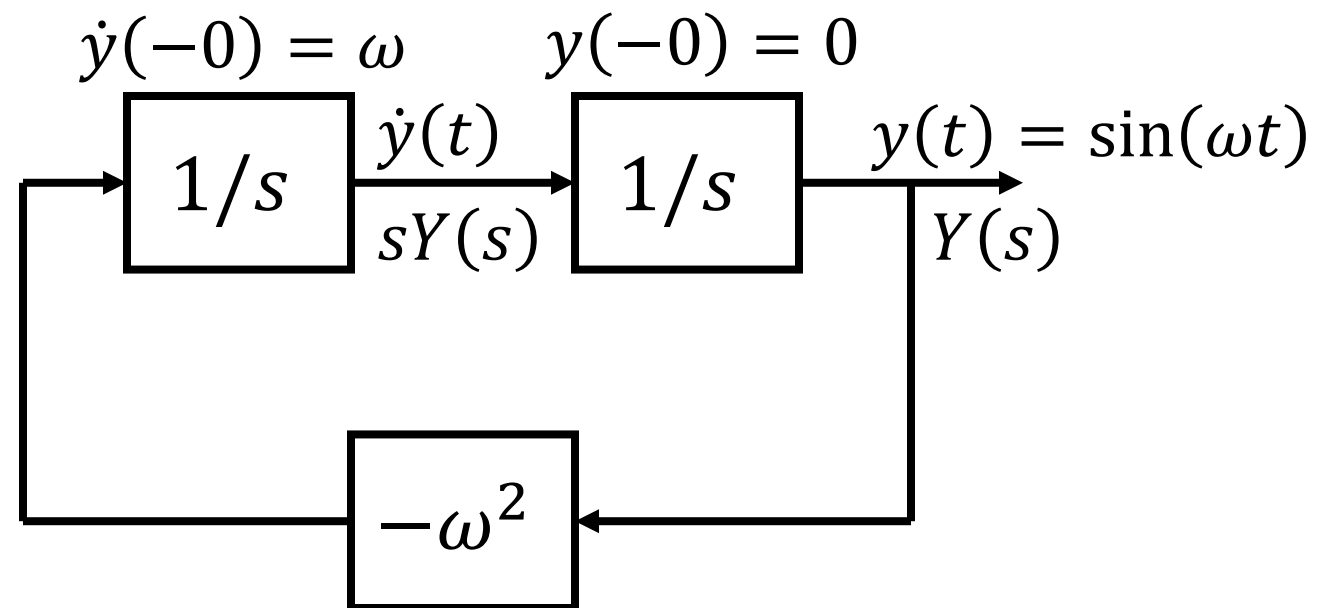 ẏ(−0) = ω
y(−0) = 0
1/s
ẏ(t)
sY(s)
1/s
y(t) = sin(ωt)
Y(s)
−ω²